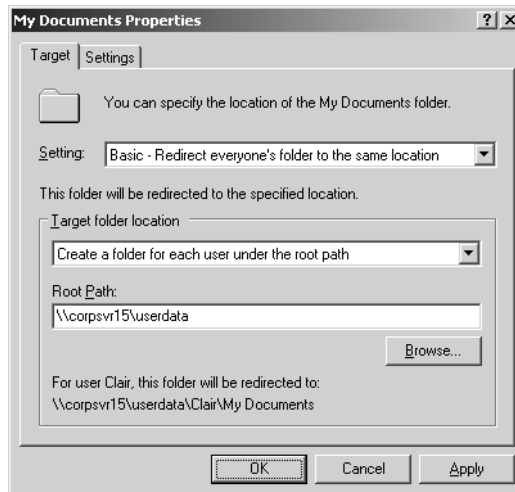 My Documents Properties
? X
Target Settings
You can specify the location of the My Documents folder.
Setting: Basic - Redirect everyone's folder to the same location
This folder will be redirected to the specified location.
Target folder location
Create a folder for each user under the root path
Root Path:
\\corpsvr15\userdata
Browse...
For user Clair, this folder will be redirected to:
\\corpsvr15\userdata\Clair\My Documents
OK Cancel Apply